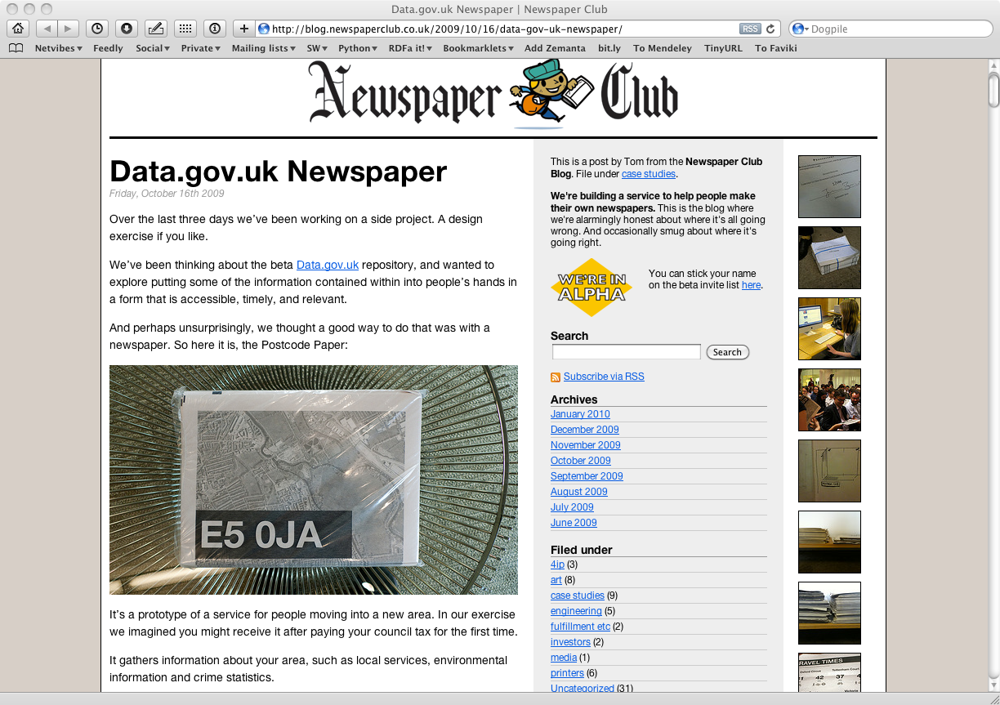 Data.gov.uk Newspaper | Newspaper Club
http://blog.newspaperclub.co.uk/2009/10/16/data-gov-uk-newspaper/
RSS
Dogpile
Netvibes
Feedly
Social
Private
Mailing lists
SW
Python
RDFa it!
Bookmarklets
Add Zemanta
bit.ly
To Mendeley
TinyURL
To Faviki
Newspaper Club
Data.gov.uk Newspaper
Friday, October 16th 2009
Over the last three days we've been working on a side project. A design
exercise if you like.
We've been thinking about the beta Data.gov.uk repository, and wanted to
explore putting some of the information contained within into people's hands in
a form that is accessible, timely, and relevant.
And perhaps unsurprisingly, we thought a good way to do that was with a
newspaper. So here it is, the Postcode Paper:
E5 0JA
It's a prototype of a service for people moving into a new area. In our exercise
we imagined you might receive it after paying your council tax for the first time.
It gathers information about your area, such as local services, environmental
information and crime statistics.
This is a post by Tom from the Newspaper Club
Blog. File under case studies.
We're building a service to help people make
their own newspapers. This is the blog where
we're alarmingly honest about where it's all going
wrong. And occasionally smug about where it's
going right.
WE'RE IN
ALPHA
You can stick your name
on the beta invite list here.
Search
Search
Subscribe via RSS
Archives
January 2010
December 2009
November 2009
October 2009
September 2009
August 2009
July 2009
June 2009
Filed under
4ip (3)
art (8)
case studies (9)
engineering (5)
fulfillment etc (2)
investors (2)
media (1)
printers (6)
Uncategorized (31)
RAVEL TIMES
42 37